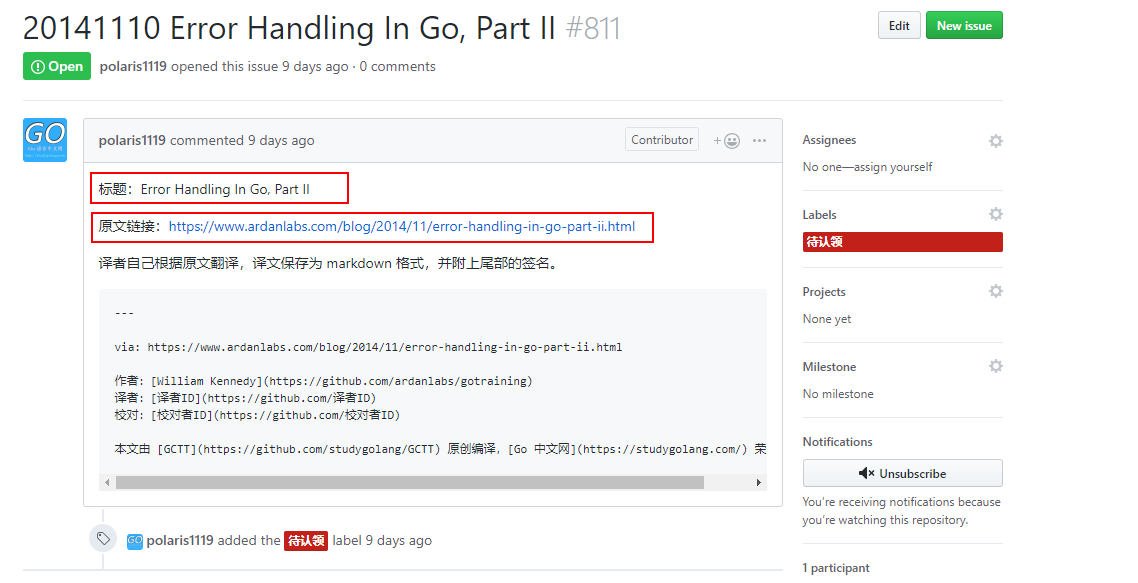 20141110 Error Handling In Go, Part II #811
Edit
New issue
Open
polaris1119 opened this issue 9 days ago · 0 comments
GO
polaris1119 commented 9 days ago
Contributor
标题：Error Handling In Go, Part II
原文链接：https://www.ardanlabs.com/blog/2014/11/error-handling-in-go-part-ii.html
译者自己根据原文翻译，译文保存为 markdown 格式，并附上尾部的签名。
---
via: https://www.ardanlabs.com/blog/2014/11/error-handling-in-go-part-ii.html
作者：[William Kennedy](https://github.com/ardanlabs/gotraining)
译者：[译者ID](https://github.com/译者ID)
校对：[校对者ID](https://github.com/校对者ID)
本文由 [GCTT](https://github.com/studygolang/GCTT) 原创编译，[Go 中文网](https://studygolang.com/) 荣
GO polaris1119 added the 待认领 label 9 days ago
Assignees
No one—assign yourself
Labels
待认领
Projects
None yet
Milestone
No milestone
Notifications
Unsubscribe
You're receiving notifications because
you're watching this repository.
1 participant